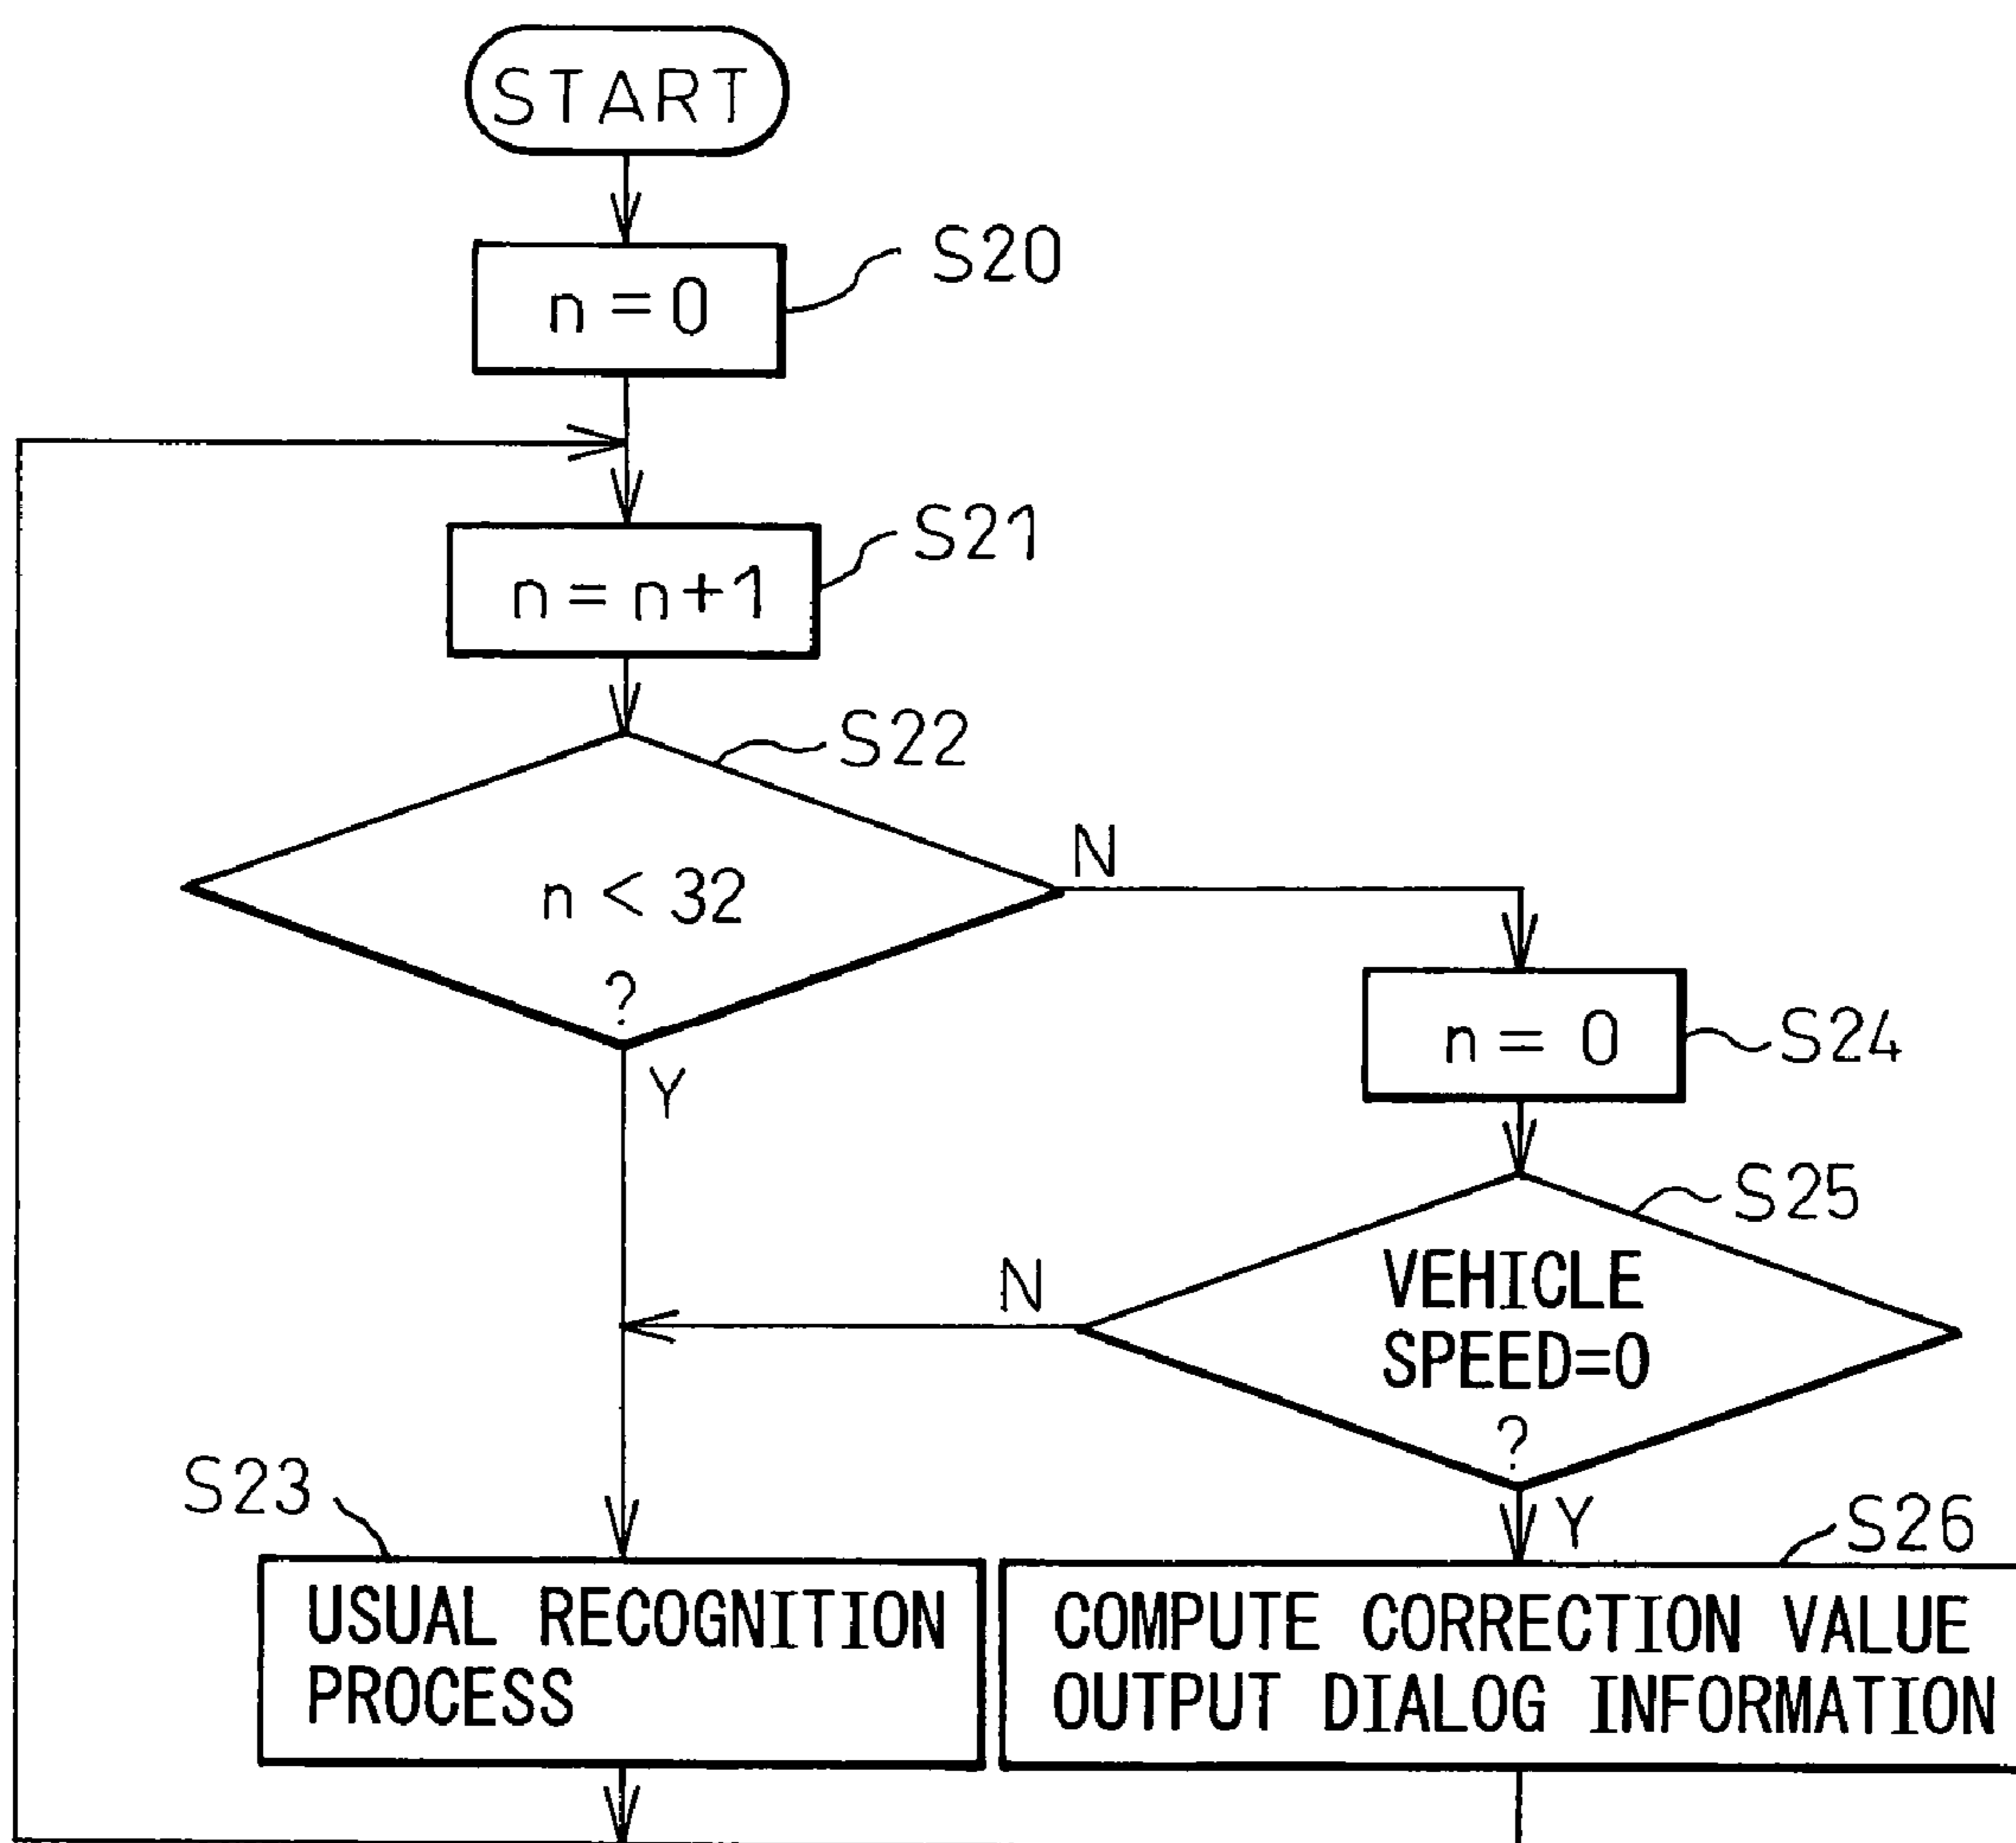 START
n = 0
S20
n = n+1
S21
S22
n < 32
?
N
Y
n = 0
S24
S25
VEHICLE
SPEED=0
?
N
Y
S23
USUAL RECOGNITION
PROCESS
S26
COMPUTE CORRECTION VALUE
OUTPUT DIALOG INFORMATION